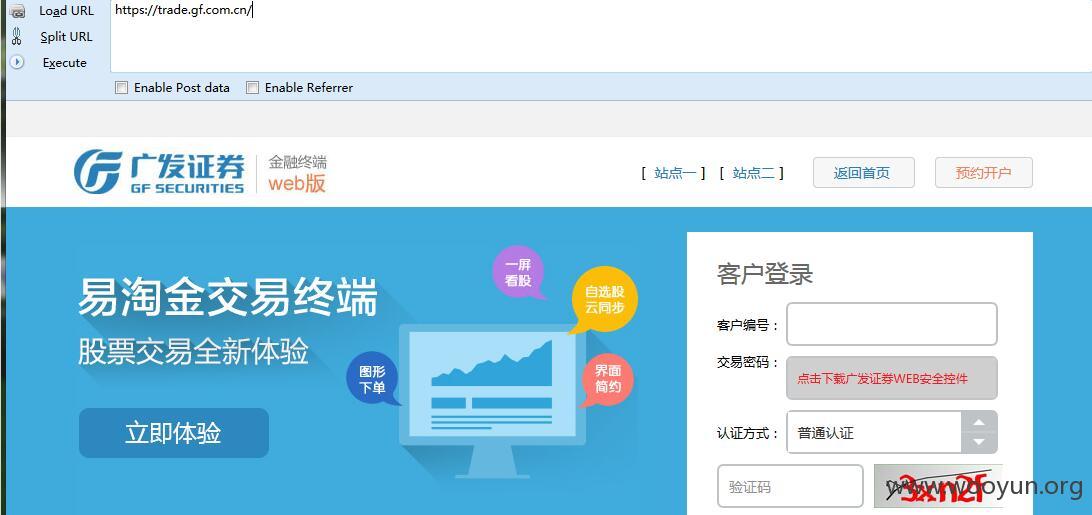 Load URL
https://trade.gf.com.cn/
Split URL
Execute
Enable Post data
Enable Referrer
广发证券
GF SECURITIES
金融终端
web版
[ 站点一 ] [ 站点二 ]
返回首页
预约开户
易淘金交易终端
股票交易全新体验
立即体验
一屏
看股
自选股
云同步
图形
下单
界面
简约
客户登录
客户编号：
交易密码：
点击下载广发证券WEB安全控件
认证方式：
普通认证
验证码
3xn2f
www.wooyun.org